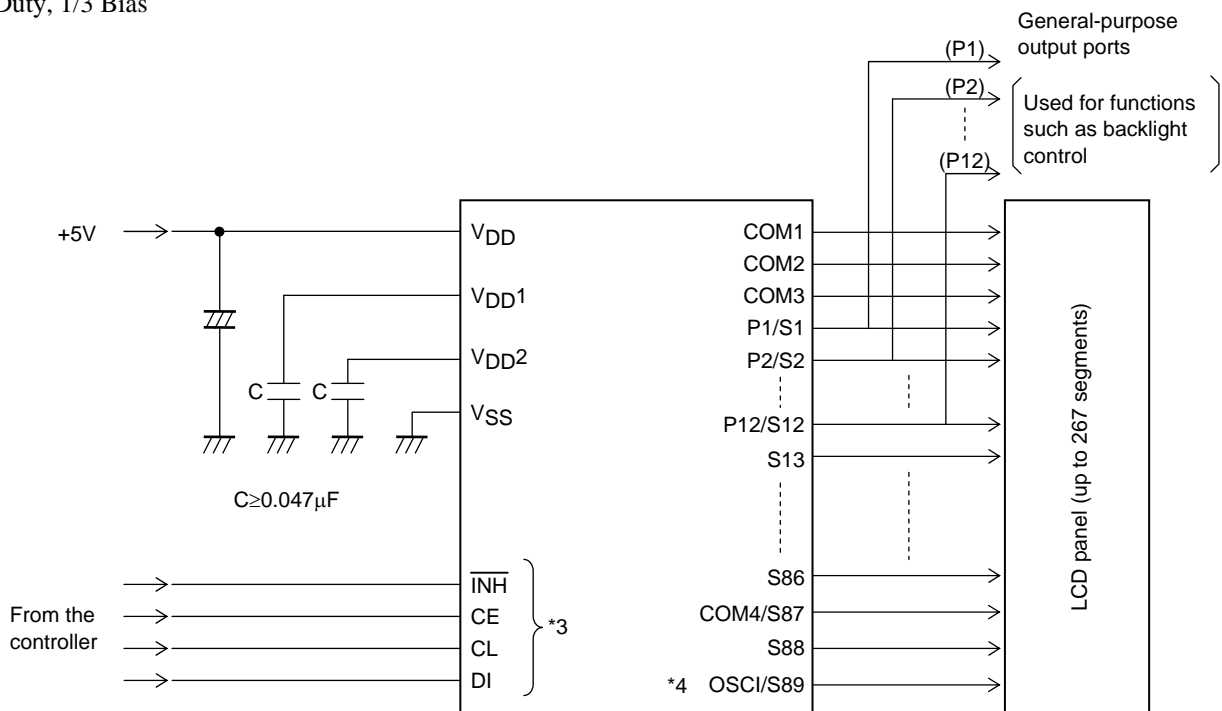 Duty, 1/3 Bias
General-purpose
output ports
(P1)
(P2)
Used for functions
such as backlight
control
(P12)
+5V
VDD
COM1
COM2
VDD1
COM3
P1/S1
VDD2
P2/S2
C
C
VSS
P12/S12
S13
C≥0.047μF
LCD panel (up to 267 segments)
INH
S86
From the
controller
CE
*3
COM4/S87
CL
S88
DI
*4 OSCI/S89